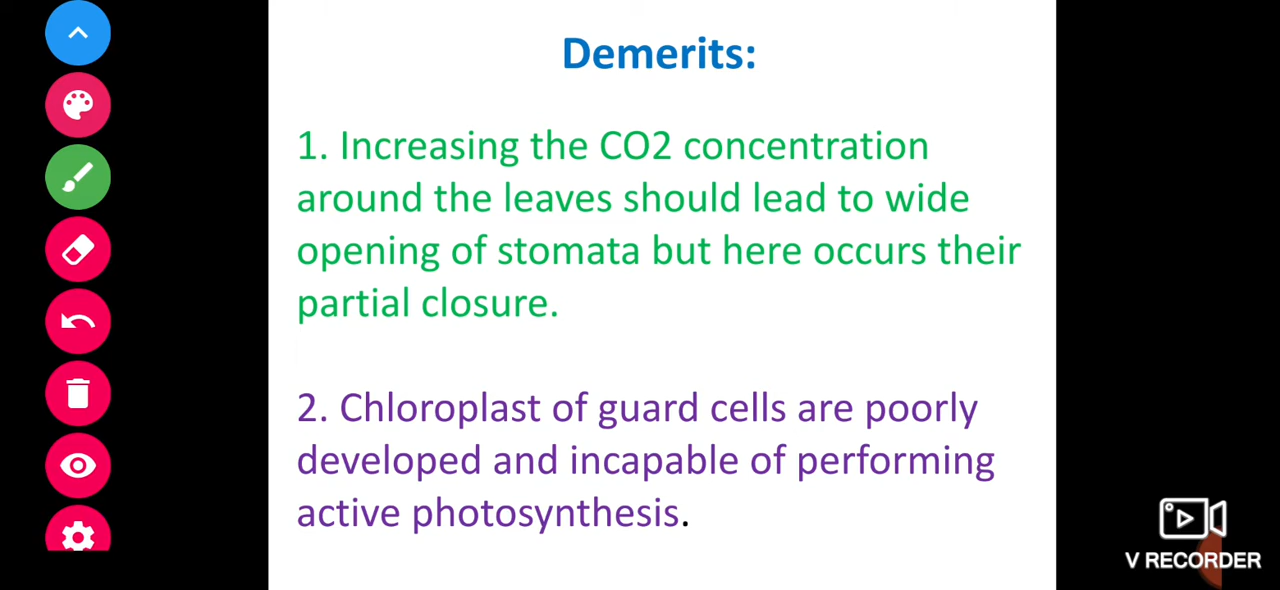 Demerits:
1. Increasing the CO2 concentration
around the leaves should lead to wide
opening of stomata but here occurs their
partial closure.
2. Chloroplast of guard cells are poorly
developed and incapable of performing
active photosynthesis.
V RECORDER